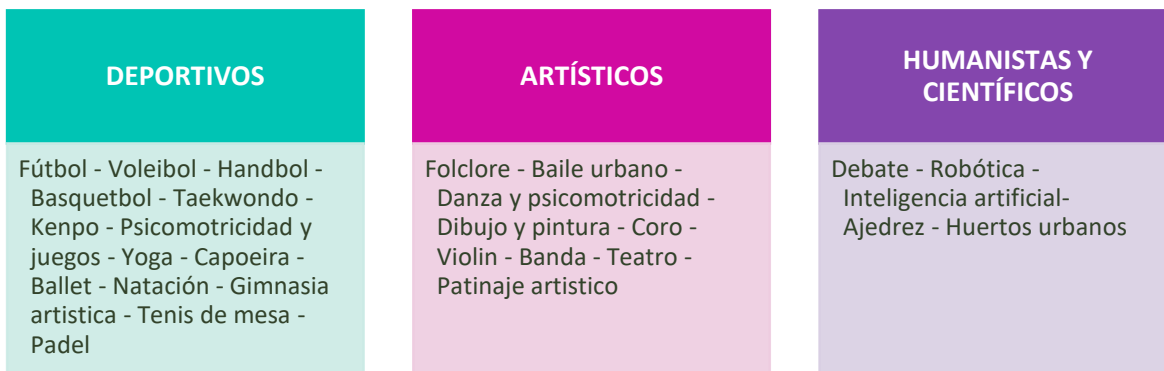 DEPORTIVOS
Fútbol - Voleibol - Handbol -
Basquetbol - Taekwondo -
Kenpo - Psicomotricidad y
juegos - Yoga - Capoeira -
Ballet - Natación - Gimnasia
artistica - Tenis de mesa -
Padel
ARTÍSTICOS
Folclore - Baile urbano -
Danza y psicomotricidad -
Dibujo y pintura - Coro -
Violin - Banda - Teatro -
Patinaje artistico
HUMANISTAS Y
CIENTÍFICOS
Debate - Robótica -
Inteligencia artificial-
Ajedrez - Huertos urbanos